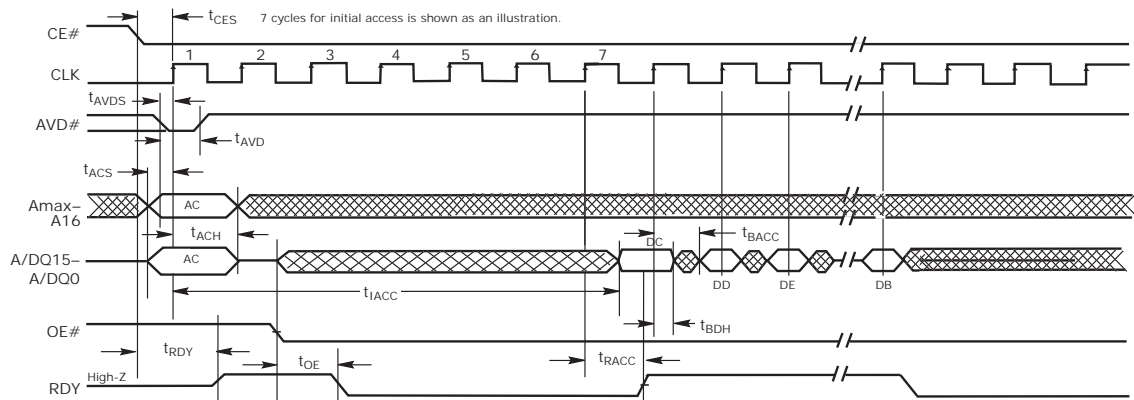 tCES 7 cycles for initial access is shown as an illustration.
CE#
1 2 3 4 5 6 7
CLK
tAVDS
AVD#
tAVD
tACS
Amax–
A16
AC
tACH
DC
tBACC
A/DQ15–
A/DQ0
AC
DD DE DB
tIACC
tBDH
OE#
tRDY
tOE
tRACC
High-Z
RDY